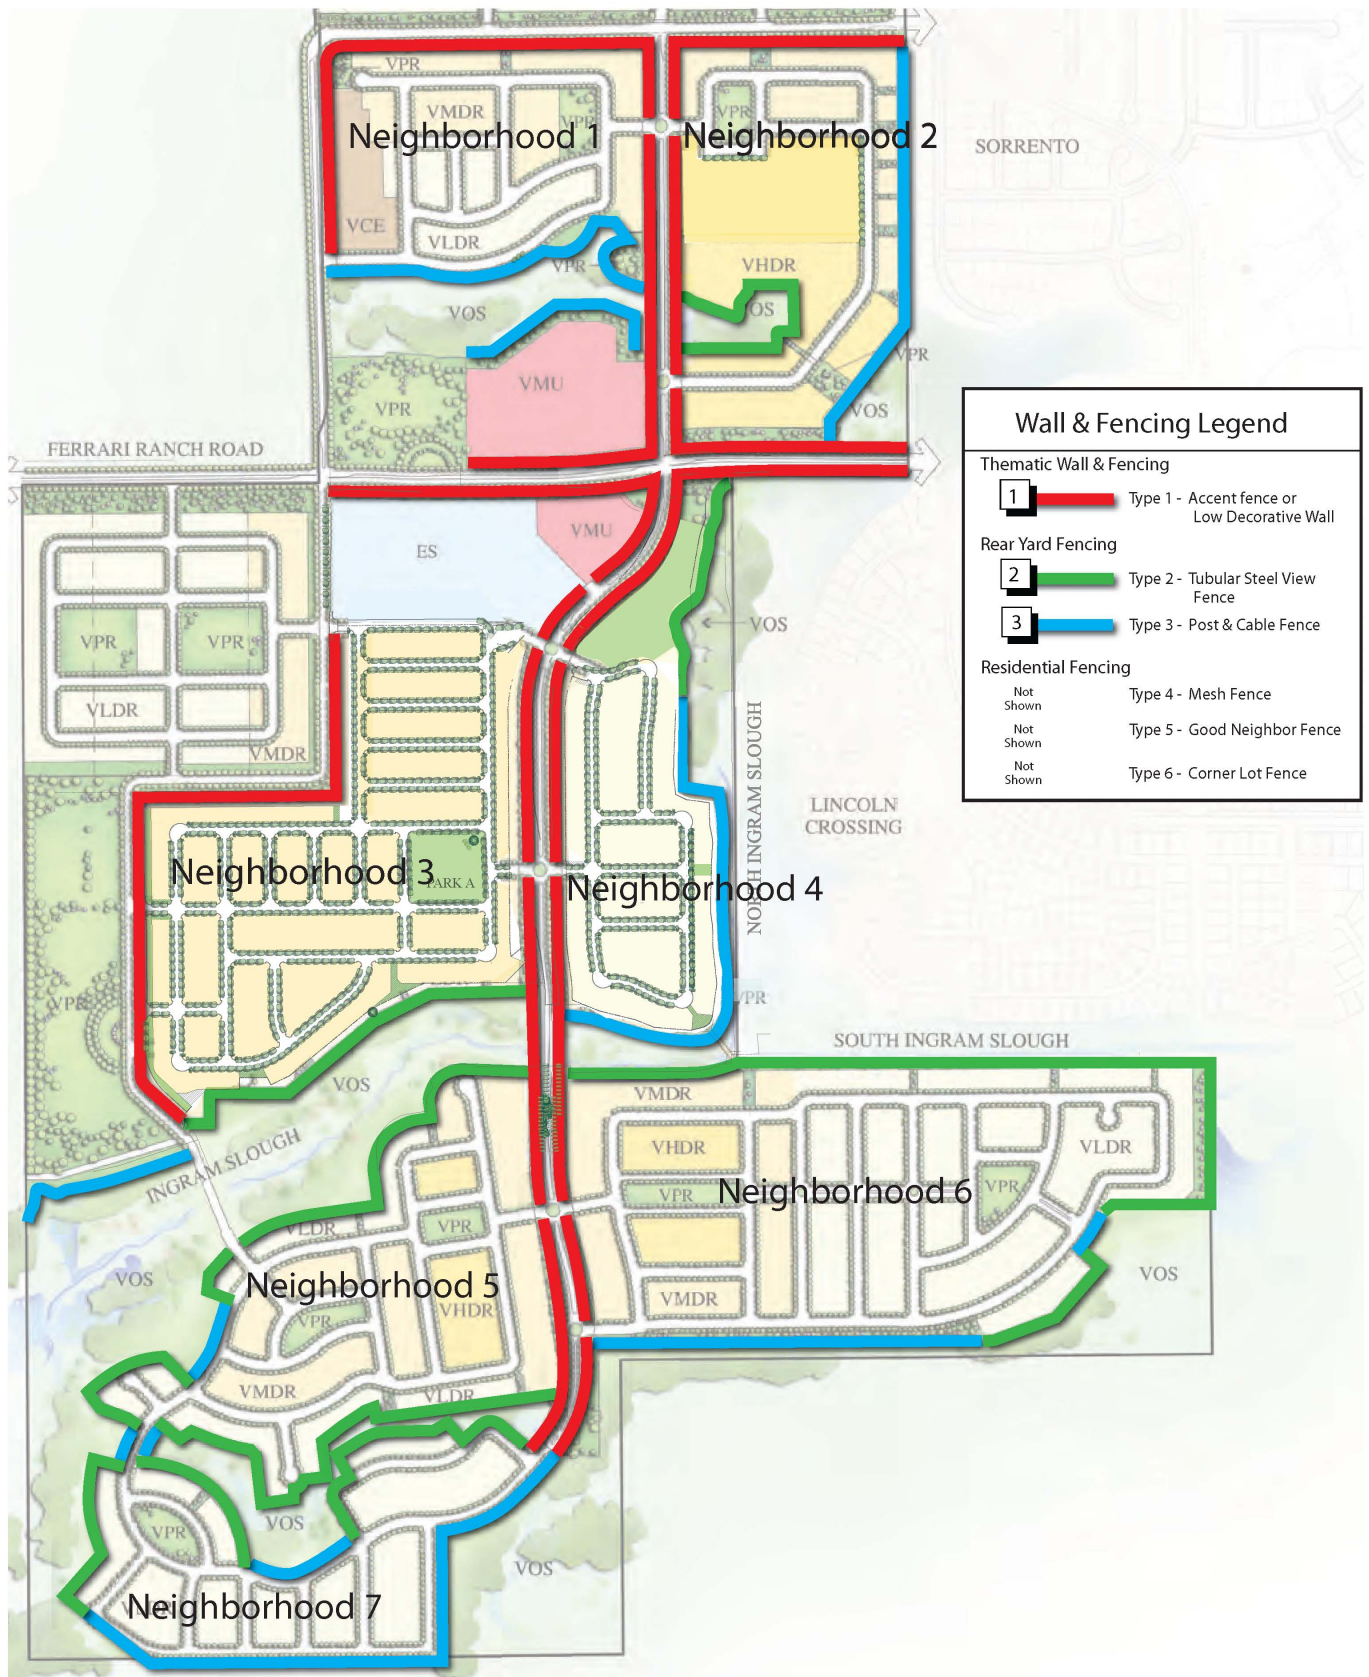 VPR
VMDR
VPR
VPR
Neighborhood 1
Neighborhood 2
SORRENTO
VCE
VLDR
VPR
VHDR
VOS
OS
VPR
VMU
VPR
VOS
FERRARI RANCH ROAD
Wall & Fencing Legend
Thematic Wall & Fencing
1
Type 1 - Accent fence or
Low Decorative Wall
Rear Yard Fencing
2
Type 2 - Tubular Steel View
Fence
3
Type 3 - Post & Cable Fence
Residential Fencing
Not
Shown
Type 4 - Mesh Fence
Not
Shown
Type 5 - Good Neighbor Fence
Not
Shown
Type 6 - Corner Lot Fence
VMU
ES
VOS
VPR
VPR
VLDR
VMDR
NORTH INGRAM SLOUGH
LINCOLN
CROSSING
Neighborhood 3
PARK A
Neighborhood 4
VPR
VPR
SOUTH INGRAM SLOUGH
VOS
VMDR
INGRAM SLOUGH
VHDR
VLDR
VPR
Neighborhood 6
VPR
VLDR
VPR
VOS
Neighborhood 5
VOS
VHDR
VMDR
VPR
VMDR
VLDR
VOS
VPR
VOS
Neighborhood 7